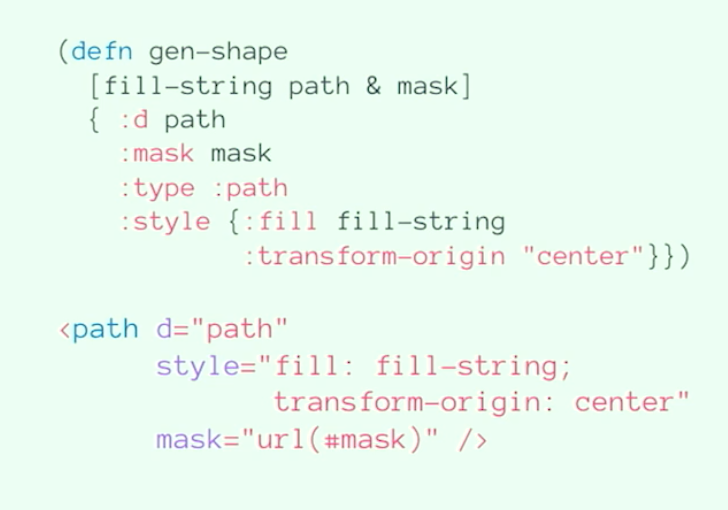 (defn gen-shape
[fill-string path & mask]
{ :d path
:mask mask
:type :path
:style {:fill fill-string
:transform-origin "center"}})
<path d="path"
style="fill: fill-string;
transform-origin: center"
mask="url(#mask)" />